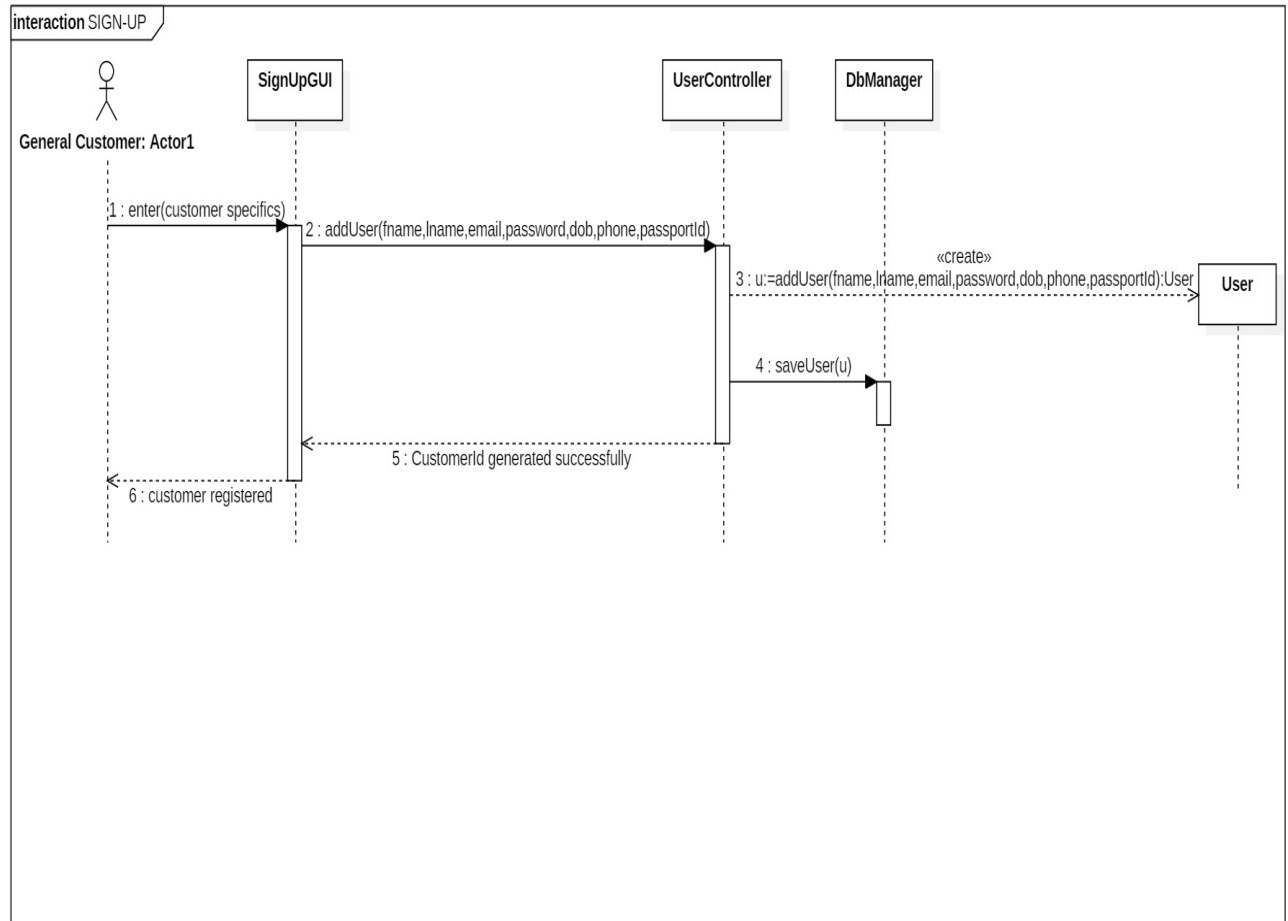 interaction SIGN-UP
SignUpGUI
UserController
DbManager
General Customer: Actor1
1 : enter(customer specifics)
2 : addUser(fname,lname,email,password,dob,phone,passportId)
«create»
3 : u:=addUser(fname,lname,email,password,dob,phone,passportId):User
User
4 : saveUser(u)
5 : CustomerId generated successfully
6 : customer registered